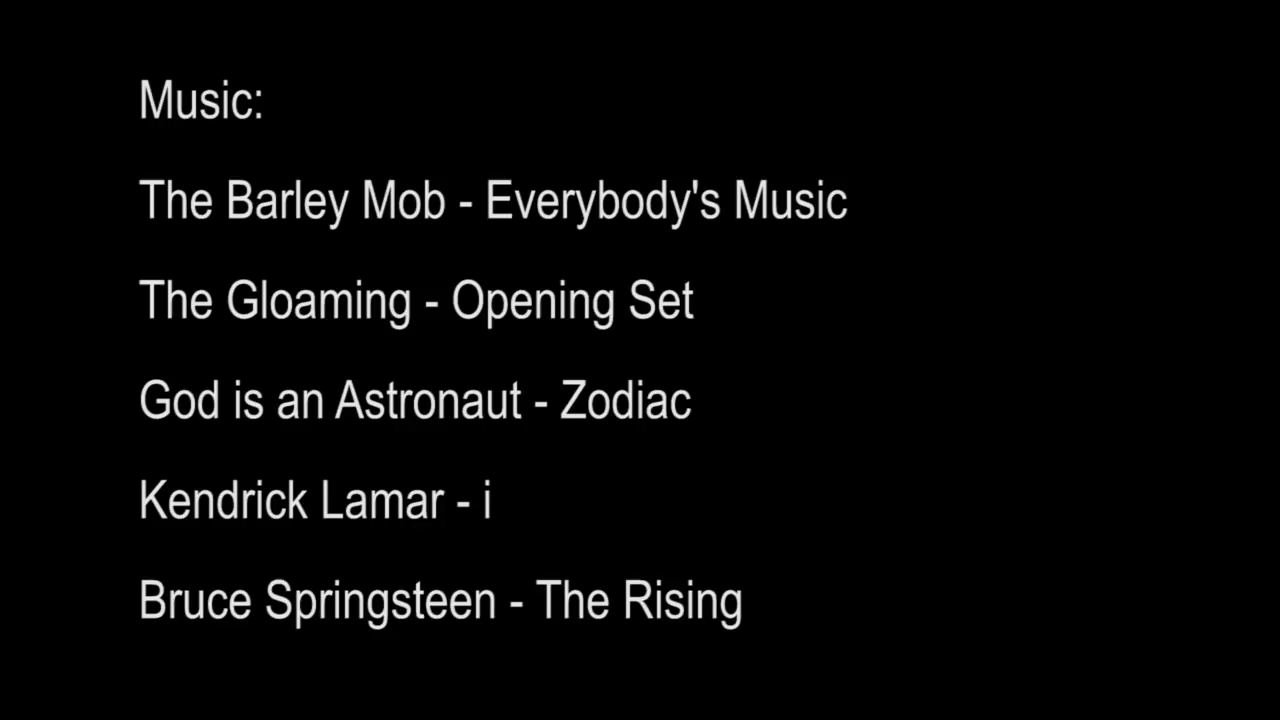 Music:
The Barley Mob - Everybody's Music
The Gloaming - Opening Set
God is an Astronaut - Zodiac
Kendrick Lamar - i
Bruce Springsteen - The Rising